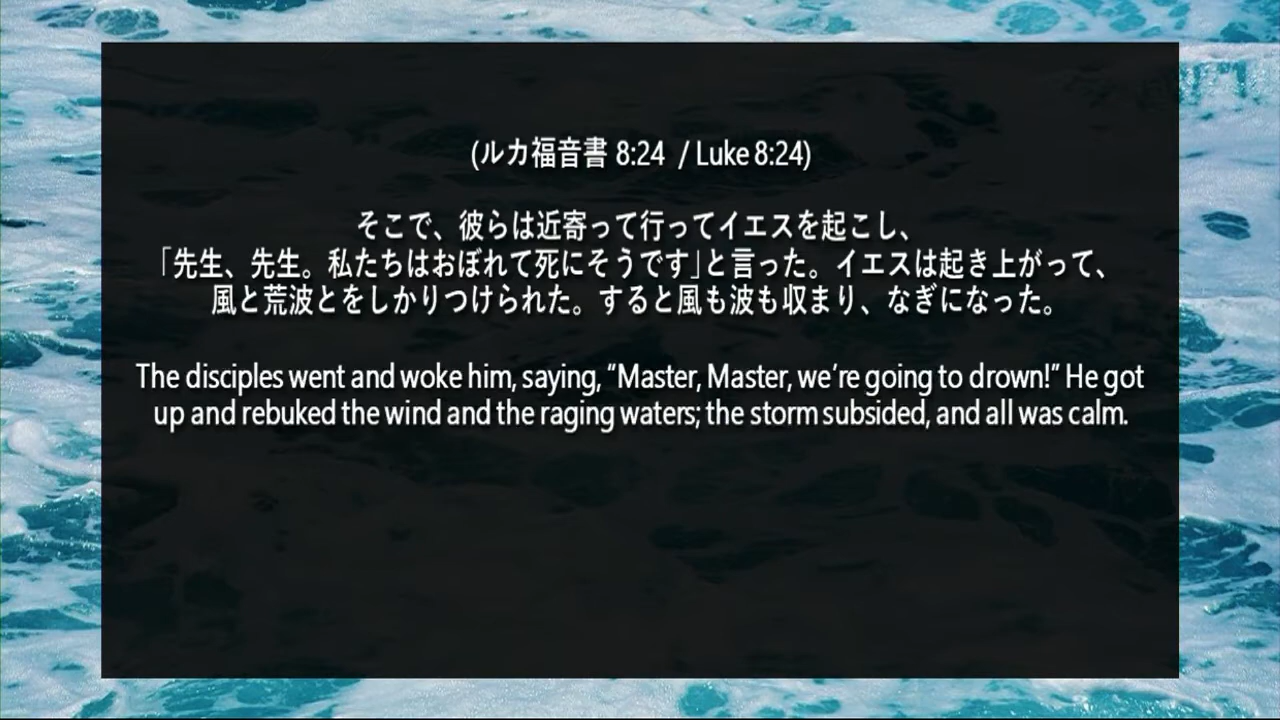 (ルカ福音書 8:24 / Luke 8:24)
そこで、彼らは近寄って行ってイエスを起こし、
「先生、先生。私たちはおぼれて死にそうです」と言った。イエスは起き上がって、
風と荒波とをしかりつけられた。すると風も波も収まり、なぎになった。
The disciples went and woke him, saying, “Master, Master, we’re going to drown!” He got
up and rebuked the wind and the raging waters; the storm subsided, and all was calm.